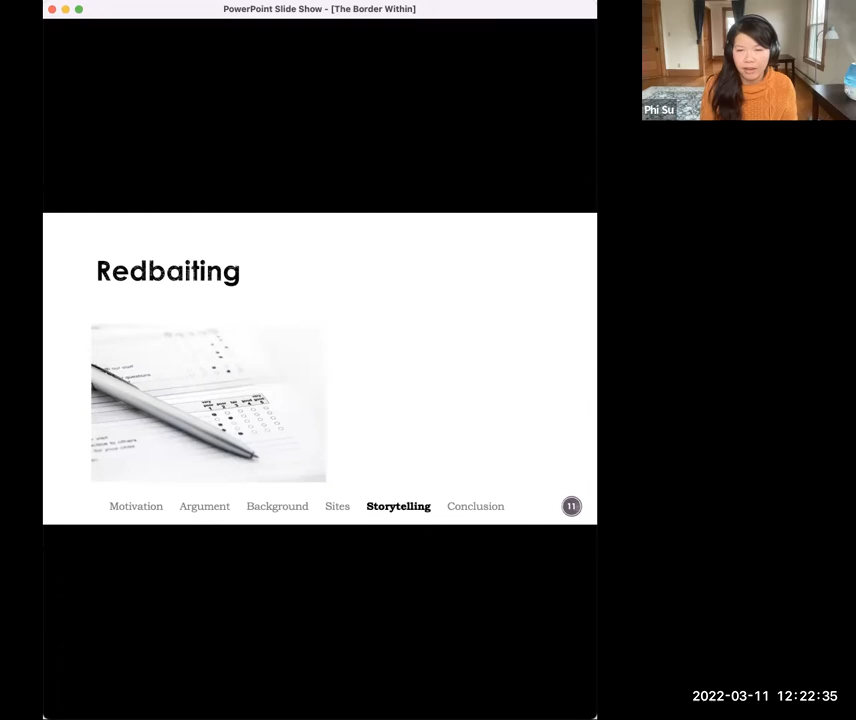 PowerPoint Slide Show - [The Border Within]
Phi Su
Redbaiting
Motivation Argument Background Sites Storytelling Conclusion
11
2022-03-11 12:22:35